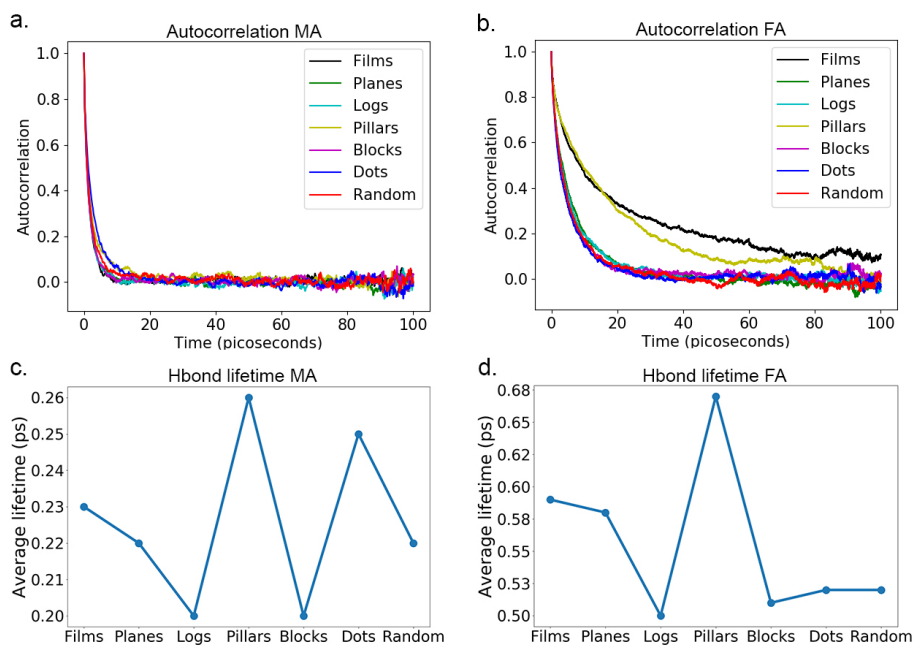 a.
Autocorrelation MA
Films
Planes
Logs
Pillars
Blocks
Dots
Random
1.0
0.8
0.6
0.4
0.2
0.0
Autocorrelation
0 20 40 60 80 100
Time (picoseconds)
b.
Autocorrelation FA
Films
Planes
Logs
Pillars
Blocks
Dots
Random
1.0
0.8
0.6
0.4
0.2
0.0
Autocorrelation
0 20 40 60 80 100
Time (picoseconds)
c.
Hbond lifetime MA
0.26
0.25
0.23
0.22
0.21
0.20
Average lifetime (ps)
Films Planes Logs Pillars Blocks Dots Random
d.
Hbond lifetime FA
0.68
0.65
0.60
0.58
0.55
0.53
0.50
Average lifetime (ps)
Films Planes Logs Pillars Blocks Dots Random